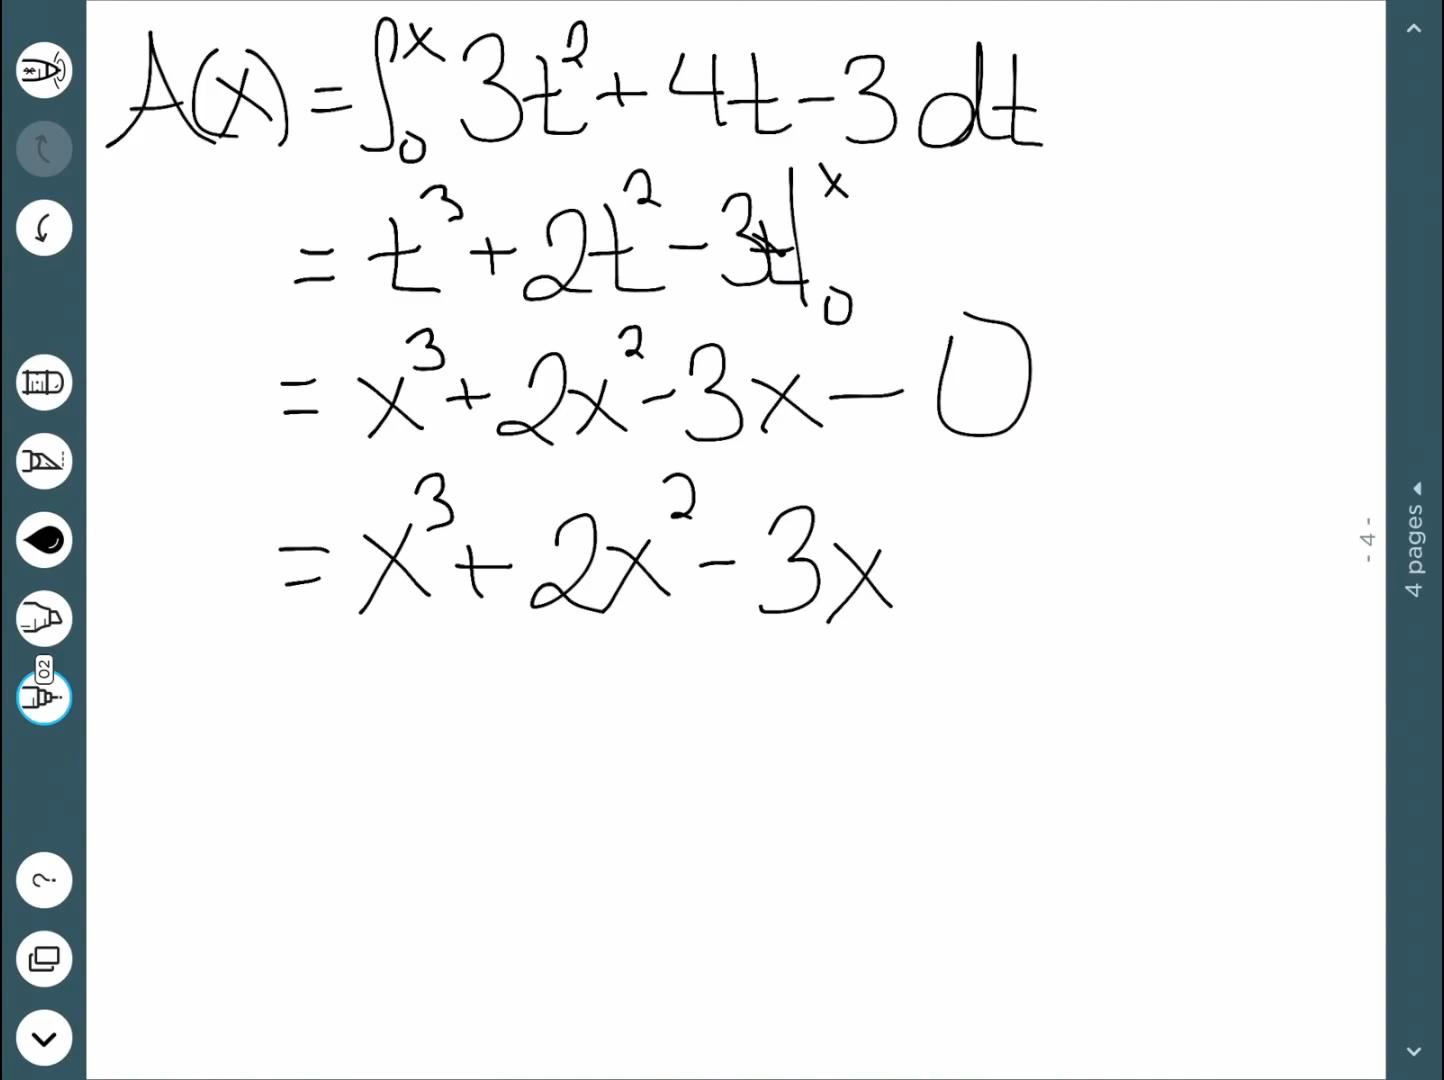 A(x) = ∫₀ˣ 3t² + 4t - 3 dt
= t³ + 2t² - 3t |₀ˣ
= x³ + 2x² - 3x - 0
= x³ + 2x² - 3x
02
?
- 4 -
4 pages